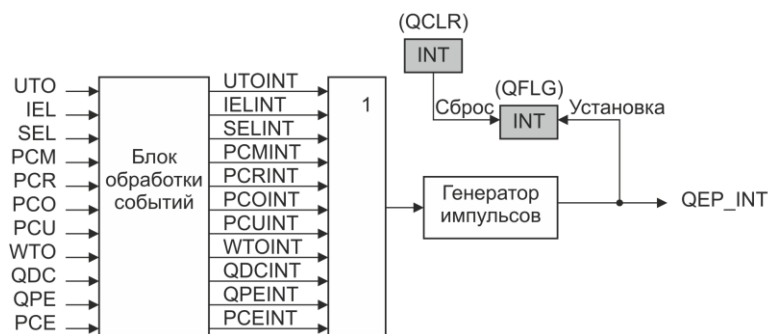 (QCLR)
INT
(QFLG)
Сброс
INT
Установка
UTO
IEL
SEL
PCM
PCR
PCO
PCU
WTO
QDC
QPE
PCE
Блок
обработки
событий
UTOINT
IELINT
SELINT
PCMINT
PCRINT
PCOINT
PCUINT
WTOINT
QDCINT
QPEINT
PCEINT
1
Генератор
импульсов
QEP_INT